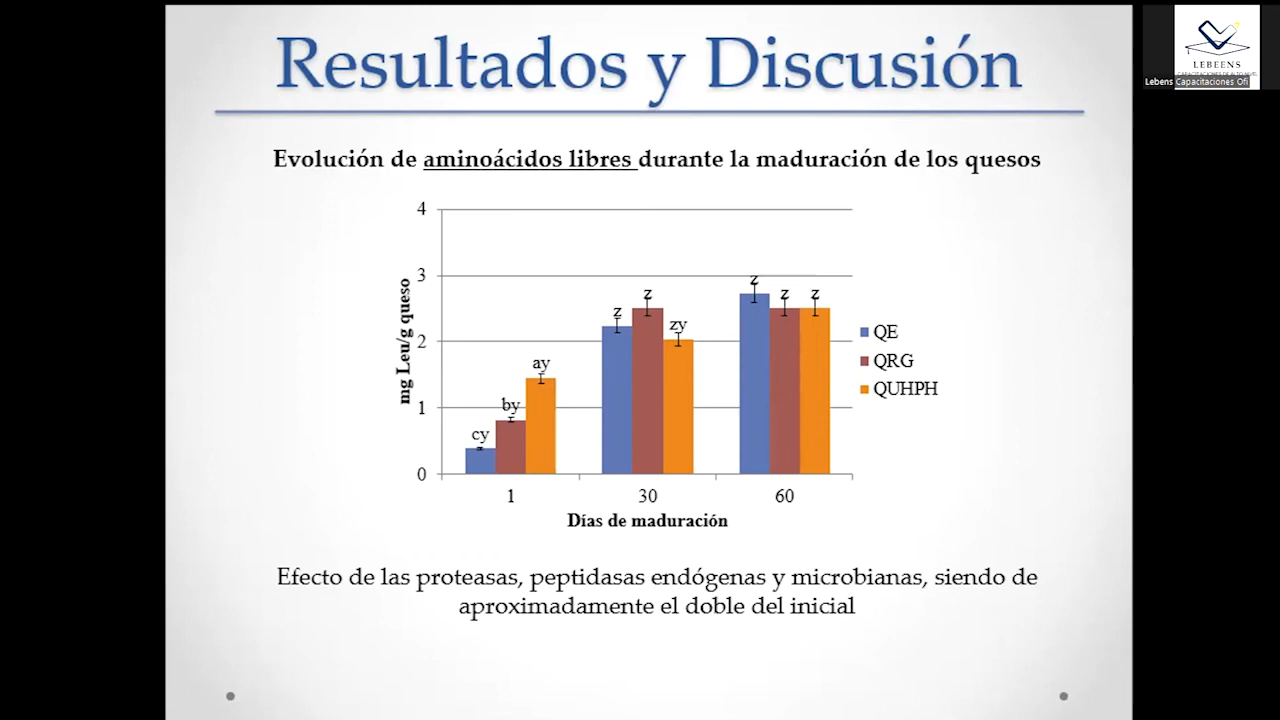 Resultados y Discusión
LEBEENS
Lebens Capacitaciones Ofi
Evolución de aminoácidos libres durante la maduración de los quesos
4
3
2
1
0
mg Leu/g queso
cy
by
ay
z
z
zy
z
z
z
1
30
60
Días de maduración
QE
QRG
QUHPH
Efecto de las proteasas, peptidasas endógenas y microbianas, siendo de
aproximadamente el doble del inicial